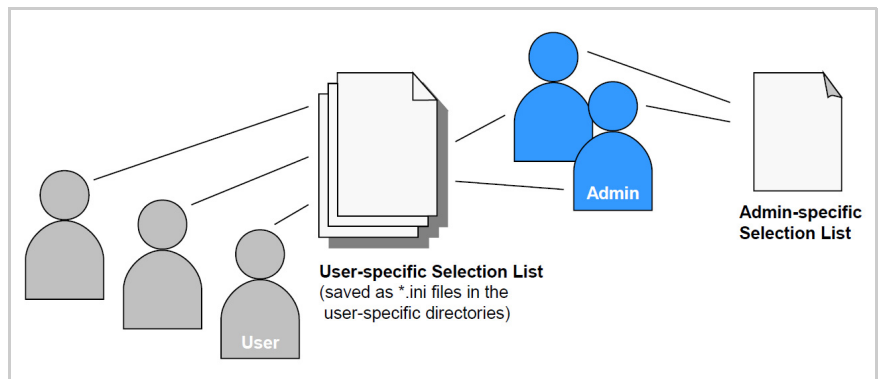 User
User-specific Selection List
(saved as *.ini files in the
user-specific directories)
Admin
Admin-specific
Selection List